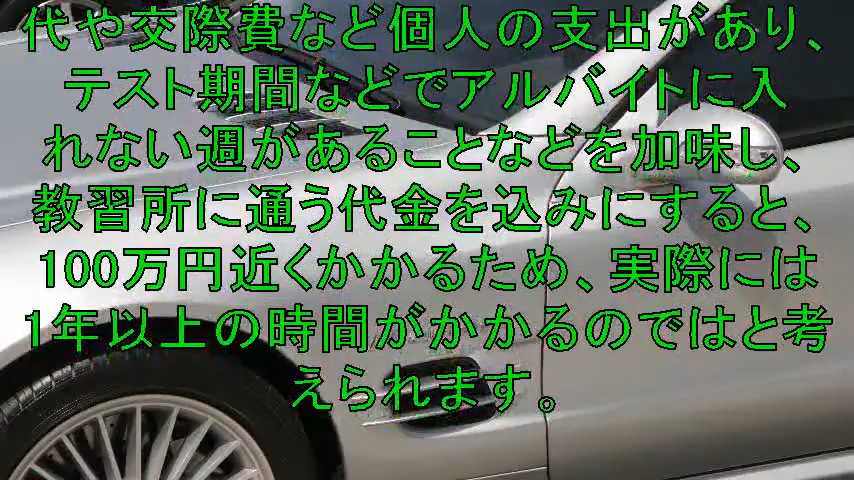 代や交際費など個人の支出があり、
テスト期間などでアルバイトに入
れない週があることなどを加味し、
教習所に通う代金を込みにすると、
100万円近くかかるため、実際には
1年以上の時間がかかるのではと考
えられます。